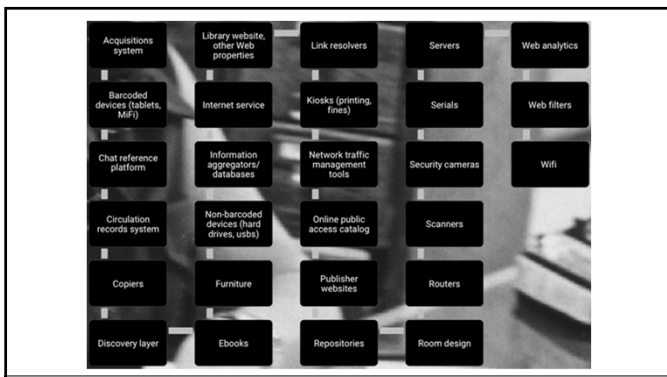 Acquisitions
system
Barcoded
devices (tablets,
MiFi)
Chat reference
platform
Circulation
records system
Copiers
Discovery layer
Ebooks
Furniture
Non-barcoded
devices (hard
drives, usbs)
Information
aggregators/
databases
Internet service
Library website,
other Web
properties
Link resolvers
Kiosks (printing,
fines)
Network traffic
management
tools
Online public
access catalog
Publisher
websites
Repositories
Room design
Routers
Scanners
Security cameras
Serials
Servers
Web analytics
Web filters
Wifi